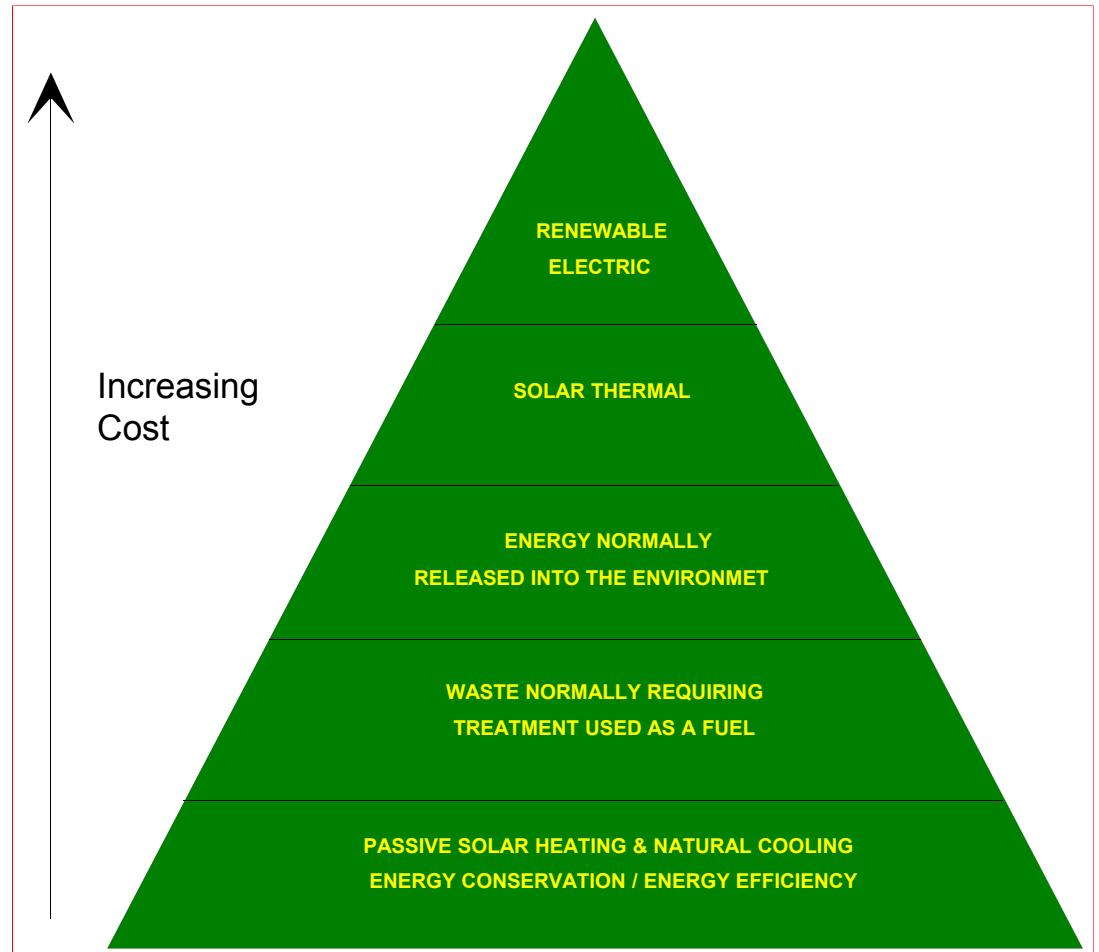 RENEWABLE
ELECTRIC
Increasing
Cost
SOLAR THERMAL
ENERGY NORMALLY
RELEASED INTO THE ENVIRONMET
WASTE NORMALLY REQUIRING
TREATMENT USED AS A FUEL
PASSIVE SOLAR HEATING & NATURAL COOLING
ENERGY CONSERVATION / ENERGY EFFICIENCY